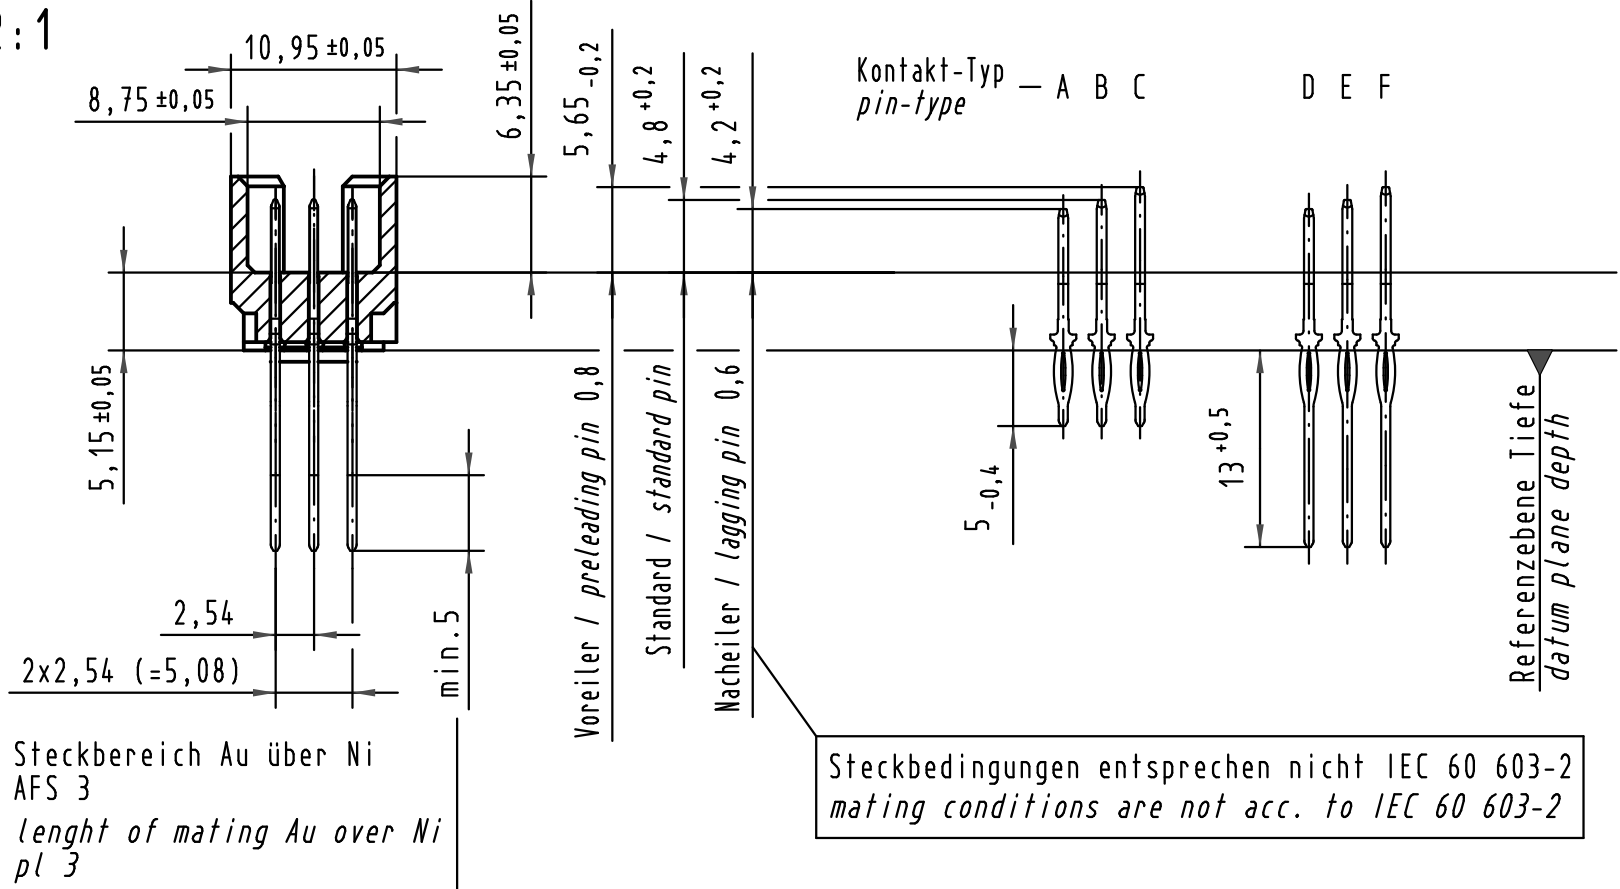 :1
10,95 ±0,05
8,75 ±0,05
6,35 ±0,05
5,65 -0,2
4,8 +0,2
4,2 +0,2
Kontakt-Typ — A B C D E F
pin-type
5,15 ±0,05
Voreiler / preleading pin 0,8
Standard / standard pin
Nacheiler / lagging pin 0,6
5 -0,4
13 +0,5
Referenzebene Tiefe
datum plane depth
2,54
2x2,54 (=5,08)
min.5
Steckbereich Au über Ni
AFS 3
lenght of mating Au over Ni
pl 3
Steckbedingungen entsprechen nicht IEC 60 603-2
mating conditions are not acc. to IEC 60 603-2